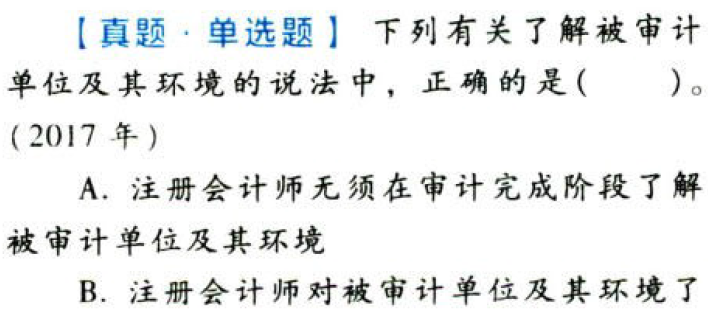 【真题·单选题】 下列有关了解被审计
单位及其环境的说法中，正确的是(　　)。
(2017 年)
A. 注册会计师无须在审计完成阶段了解
被审计单位及其环境
B. 注册会计师对被审计单位及其环境了